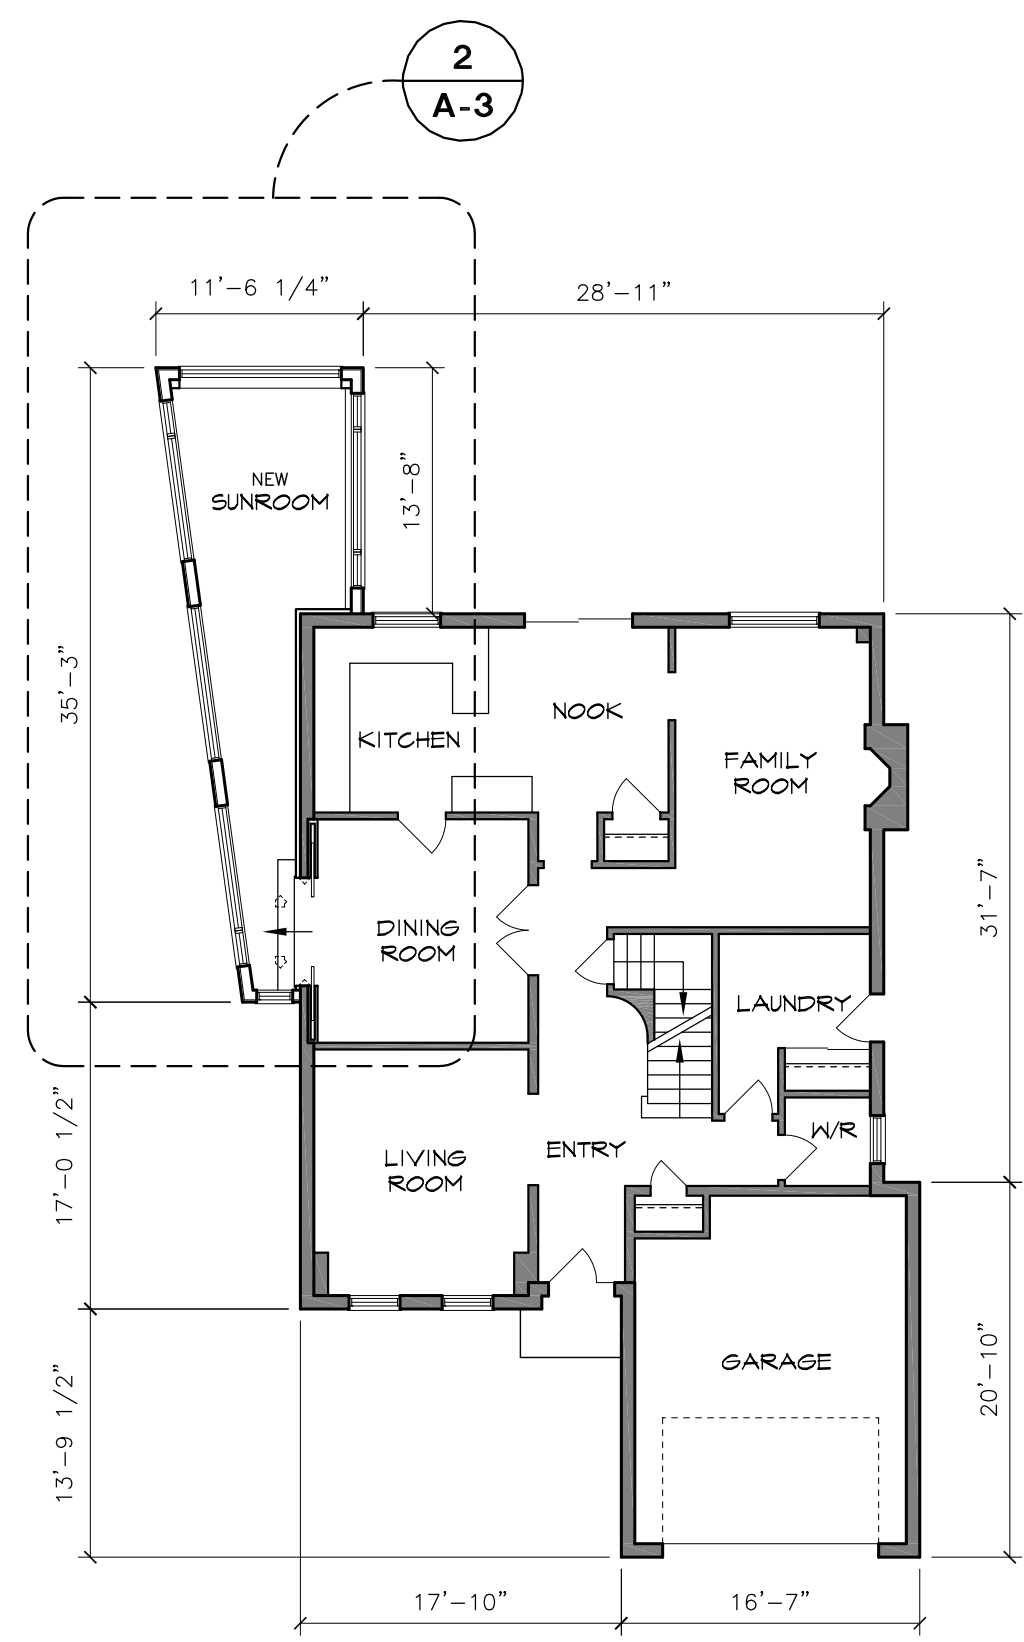 2
A-3
11'-6 1/4"
28'-11"
13'-8"
NEW
SUNROOM
35'-3"
NOOK
KITCHEN
FAMILY
ROOM
31'-7"
DINING
ROOM
LAUNDRY
17'-0 1/2"
W/R
ENTRY
LIVING
ROOM
GARAGE
20'-10"
13'-9 1/2"
17'-10"
16'-7"